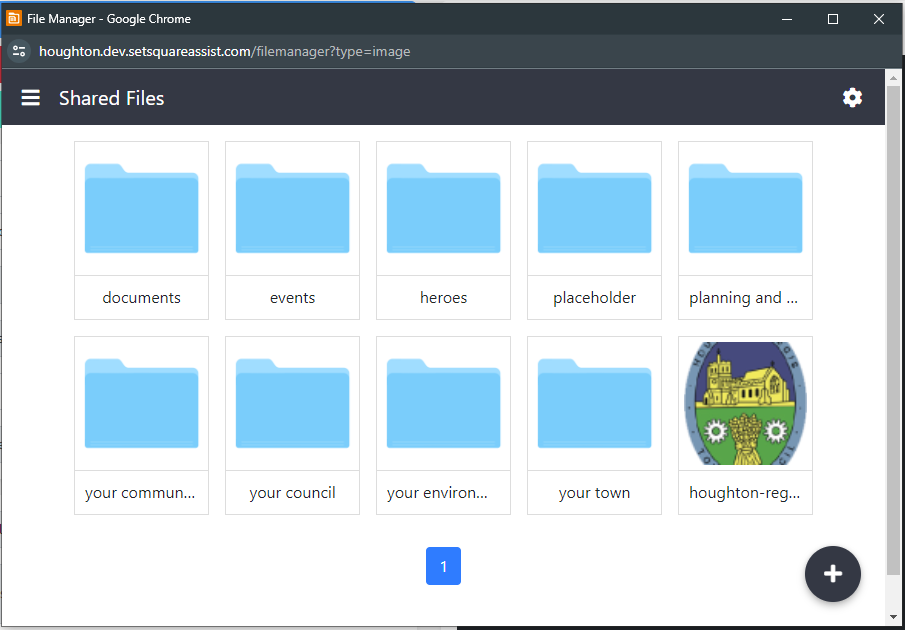 File Manager - Google Chrome
houghton.dev.setsquareassist.com/filemanager?type=image
Shared Files
documents
events
heroes
placeholder
planning and ...
your commun...
your council
your environ...
your town
houghton-reg...
1